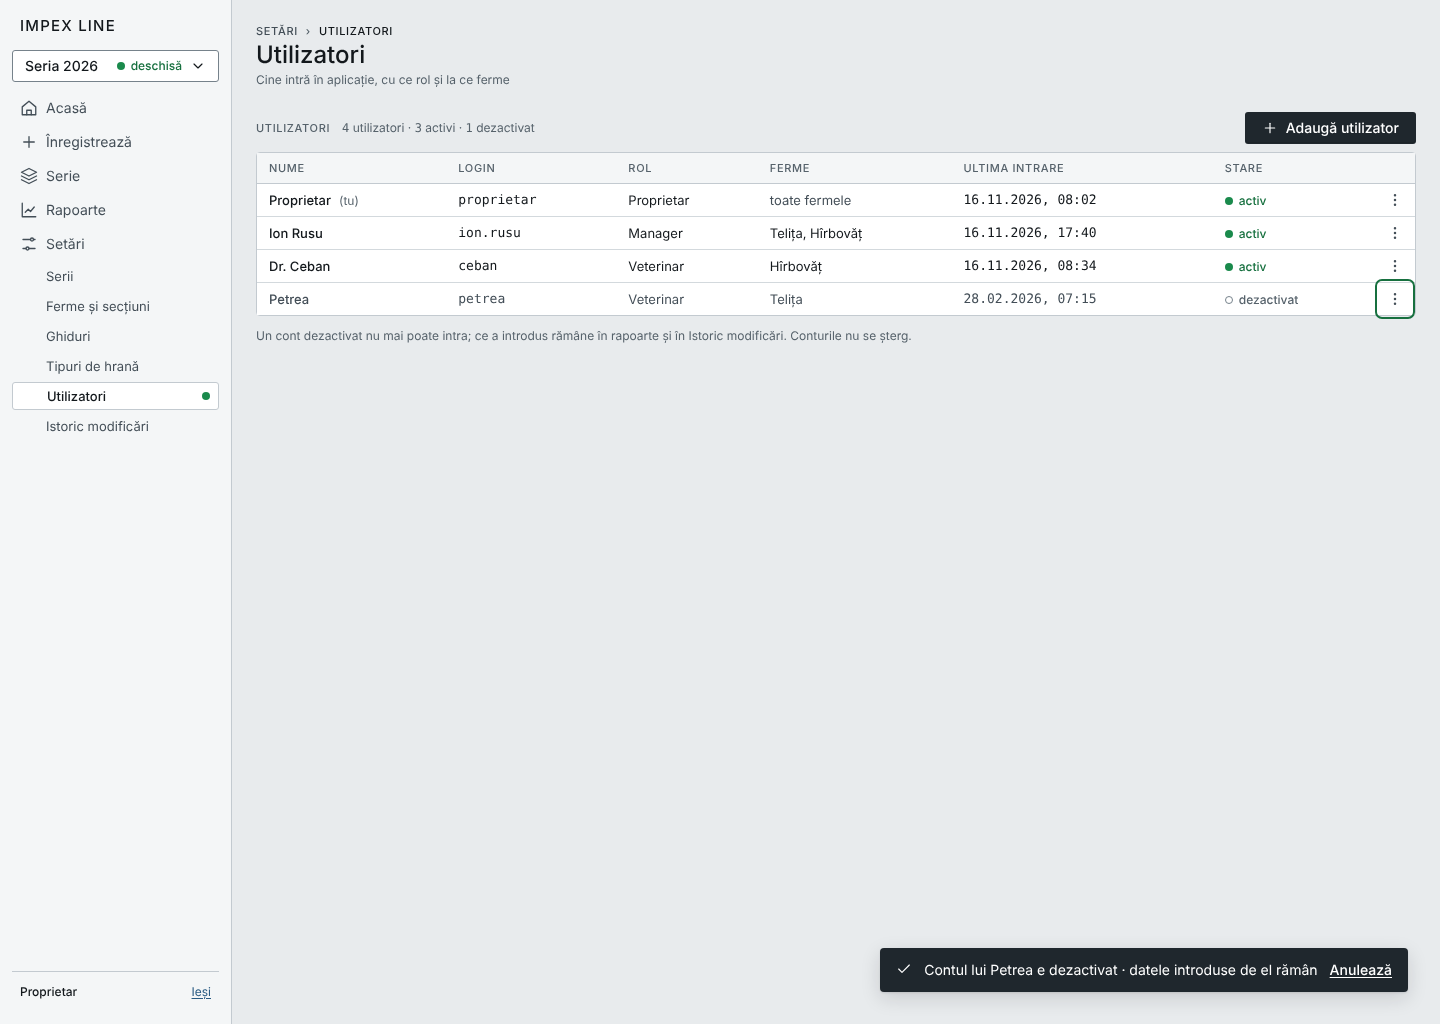 IMPEX LINE
Seria 2026 deschisă
Acasă
Înregistrează
Serie
Rapoarte
Setări
Serii
Ferme și secțiuni
Ghiduri
Tipuri de hrană
Utilizatori
Istoric modificări
Proprietar Ieși
SETĂRI › UTILIZATORI
Utilizatori
Cine intră în aplicație, cu ce rol și la ce ferme
UTILIZATORI 4 utilizatori · 3 activi · 1 dezactivat
+ Adaugă utilizator
NUME LOGIN ROL FERME ULTIMA INTRARE STARE
Proprietar (tu) proprietar Proprietar toate fermele 16.11.2026, 08:02 activ
Ion Rusu ion.rusu Manager Telița, Hîrbovăț 16.11.2026, 17:40 activ
Dr. Ceban ceban Veterinar Hîrbovăț 16.11.2026, 08:34 activ
Petrea petrea Veterinar Telița 28.02.2026, 07:15 dezactivat
Un cont dezactivat nu mai poate intra; ce a introdus rămâne în rapoarte și în Istoric modificări. Conturile nu se șterg.
Contul lui Petrea e dezactivat · datele introduse de el rămân Anulează